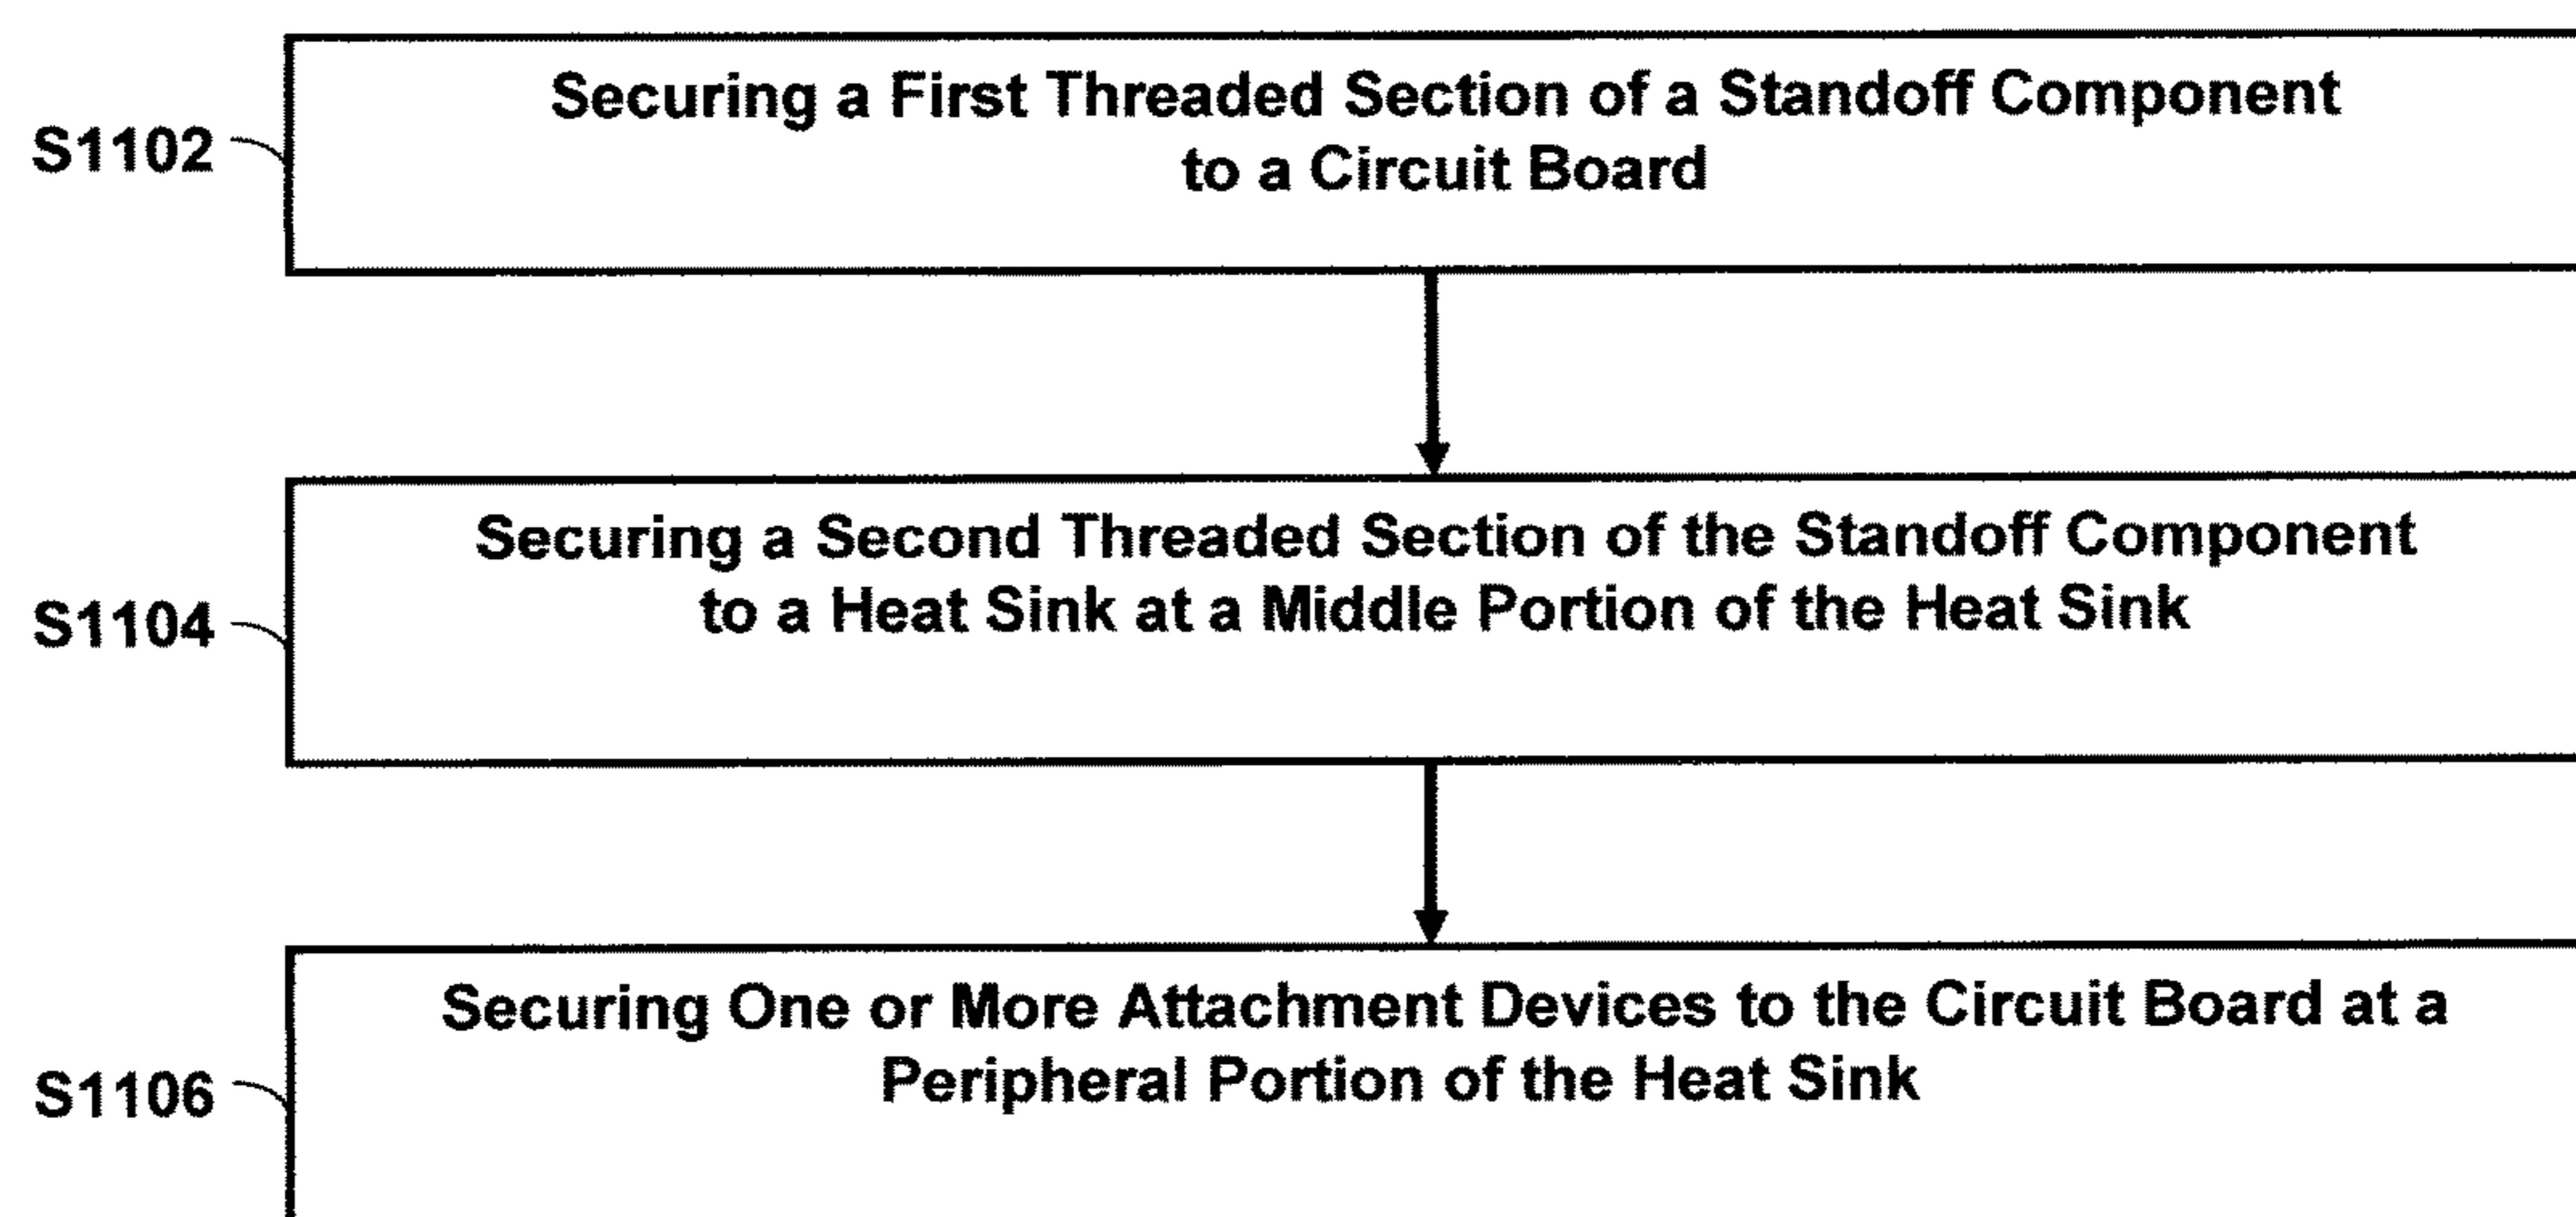 Securing a First Threaded Section of a Standoff Component
to a Circuit Board
S1102
Securing a Second Threaded Section of the Standoff Component
to a Heat Sink at a Middle Portion of the Heat Sink
S1104
Securing One or More Attachment Devices to the Circuit Board at a
Peripheral Portion of the Heat Sink
S1106